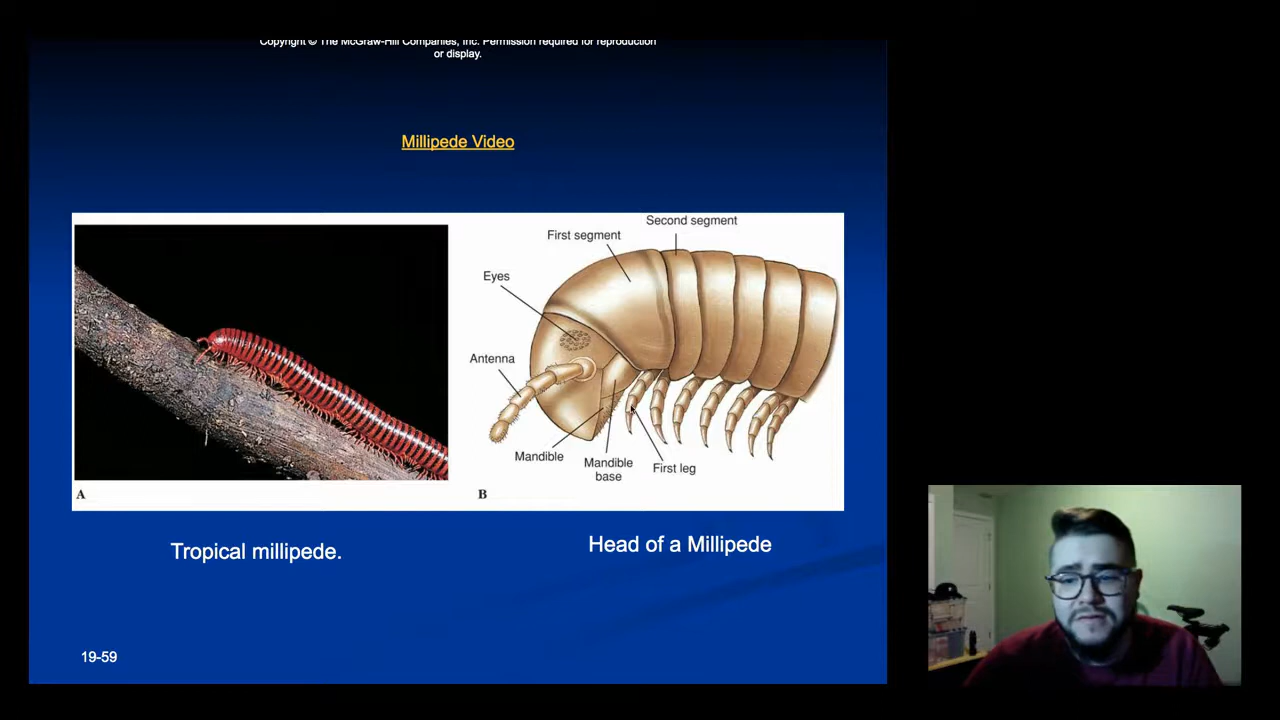 Copyright © The McGraw-Hill Companies, Inc. Permission required for reproduction
or display.
Millipede Video
Second segment
First segment
Eyes
Antenna
Mandible
Mandible
base
First leg
A
B
Tropical millipede.
Head of a Millipede
19-59